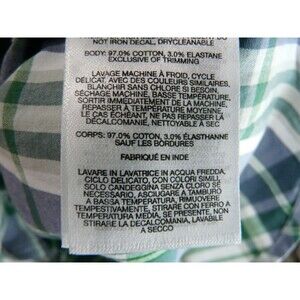 NOT IRON DECAL, DRYCLEANABLE
BODY: 97.0% COTTON, 3.0% ELASTANE
EXCLUSIVE OF TRIMMING
LAVAGE MACHINE À FROID, CYCLE
DÉLICAT, AVEC DES COULEURS SIMILAIRES,
BLANCHIR SANS CHLORE SI BESOIN,
SÉCHAGE MACHINE, BASSE TEMPÉRATURE,
SORTIR IMMÉDIATEMENT DE LA MACHINE,
REPASSER À TEMPÉRATURE MOYENNE,
LE CAS ÉCHÉANT, NE PAS REPASSER LA
DÉCALCOMANIE, NETTOYABLE À SEC
CORPS: 97.0% COTON, 3.0% ÉLASTHANNE
SAUF LES BORDURES
FABRIQUÉ EN INDE
LAVARE IN LAVATRICE IN ACQUA FREDDA,
CICLO DELICATO, CON COLORI SIMILI,
SOLO CANDEGGINA SENZA CLORO SE
NECESSARIO, ASCIUGARE A TAMBURO
A BASSA TEMPERATURA, RIMUOVERE
TEMPESTIVAMENTE, STIRARE CON FERRO A
TEMPERATURA MEDIA, SE PRESENTE, NON
STIRARE LA DECALCOMANIA, LAVABILE
A SECCO